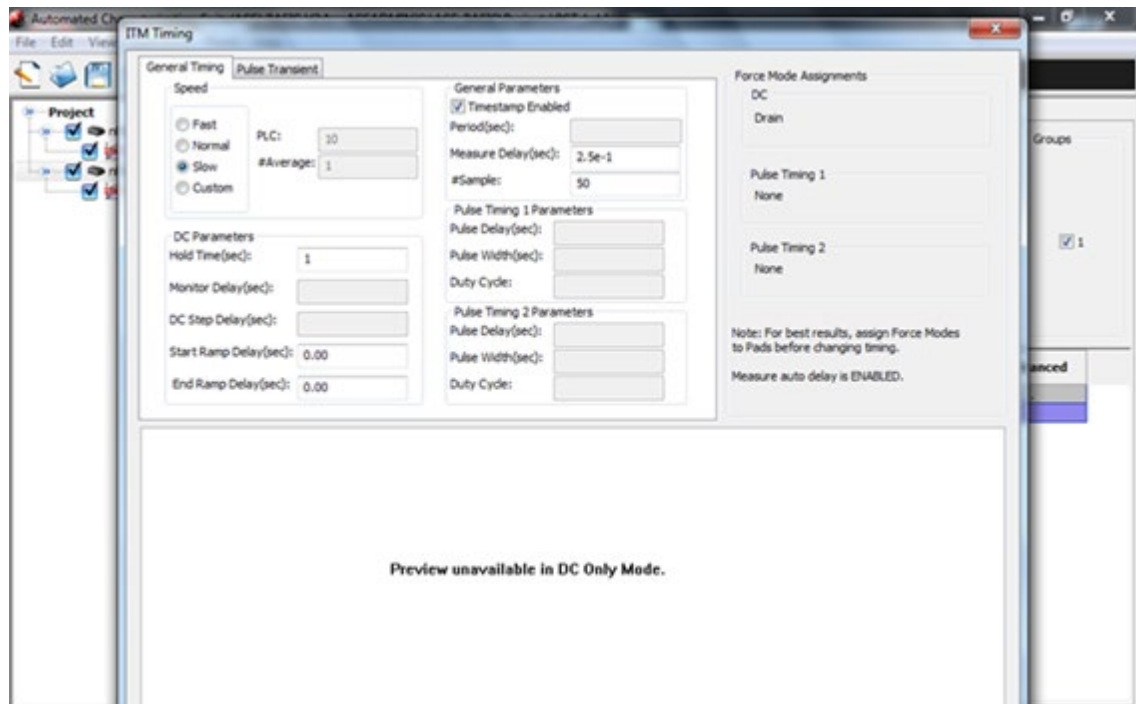 Automated
ITM Timing
File Edit View
General Timing
Pulse Transient
Speed
Fast
Normal
Slow
Custom
PLC: 10
#Average: 1
General Parameters
Timestamp Enabled
Period(sec):
Measure Delay(sec): 2.5e-1
#Sample: 50
DC Parameters
Hold Time(sec): 1
Monitor Delay(sec):
DC Step Delay(sec):
Start Ramp Delay(sec): 0.00
End Ramp Delay(sec): 0.00
Pulse Timing 1 Parameters
Pulse Delay(sec):
Pulse Width(sec):
Duty Cycle:
Pulse Timing 2 Parameters
Pulse Delay(sec):
Pulse Width(sec):
Duty Cycle:
Force Mode Assignments
DC
Drain
Pulse Timing 1
None
Pulse Timing 2
None
Note: For best results, assign Force Modes
to Pads before changing timing.
Measure auto delay is ENABLED.
Preview unavailable in DC Only Mode.
Project
Groups
1